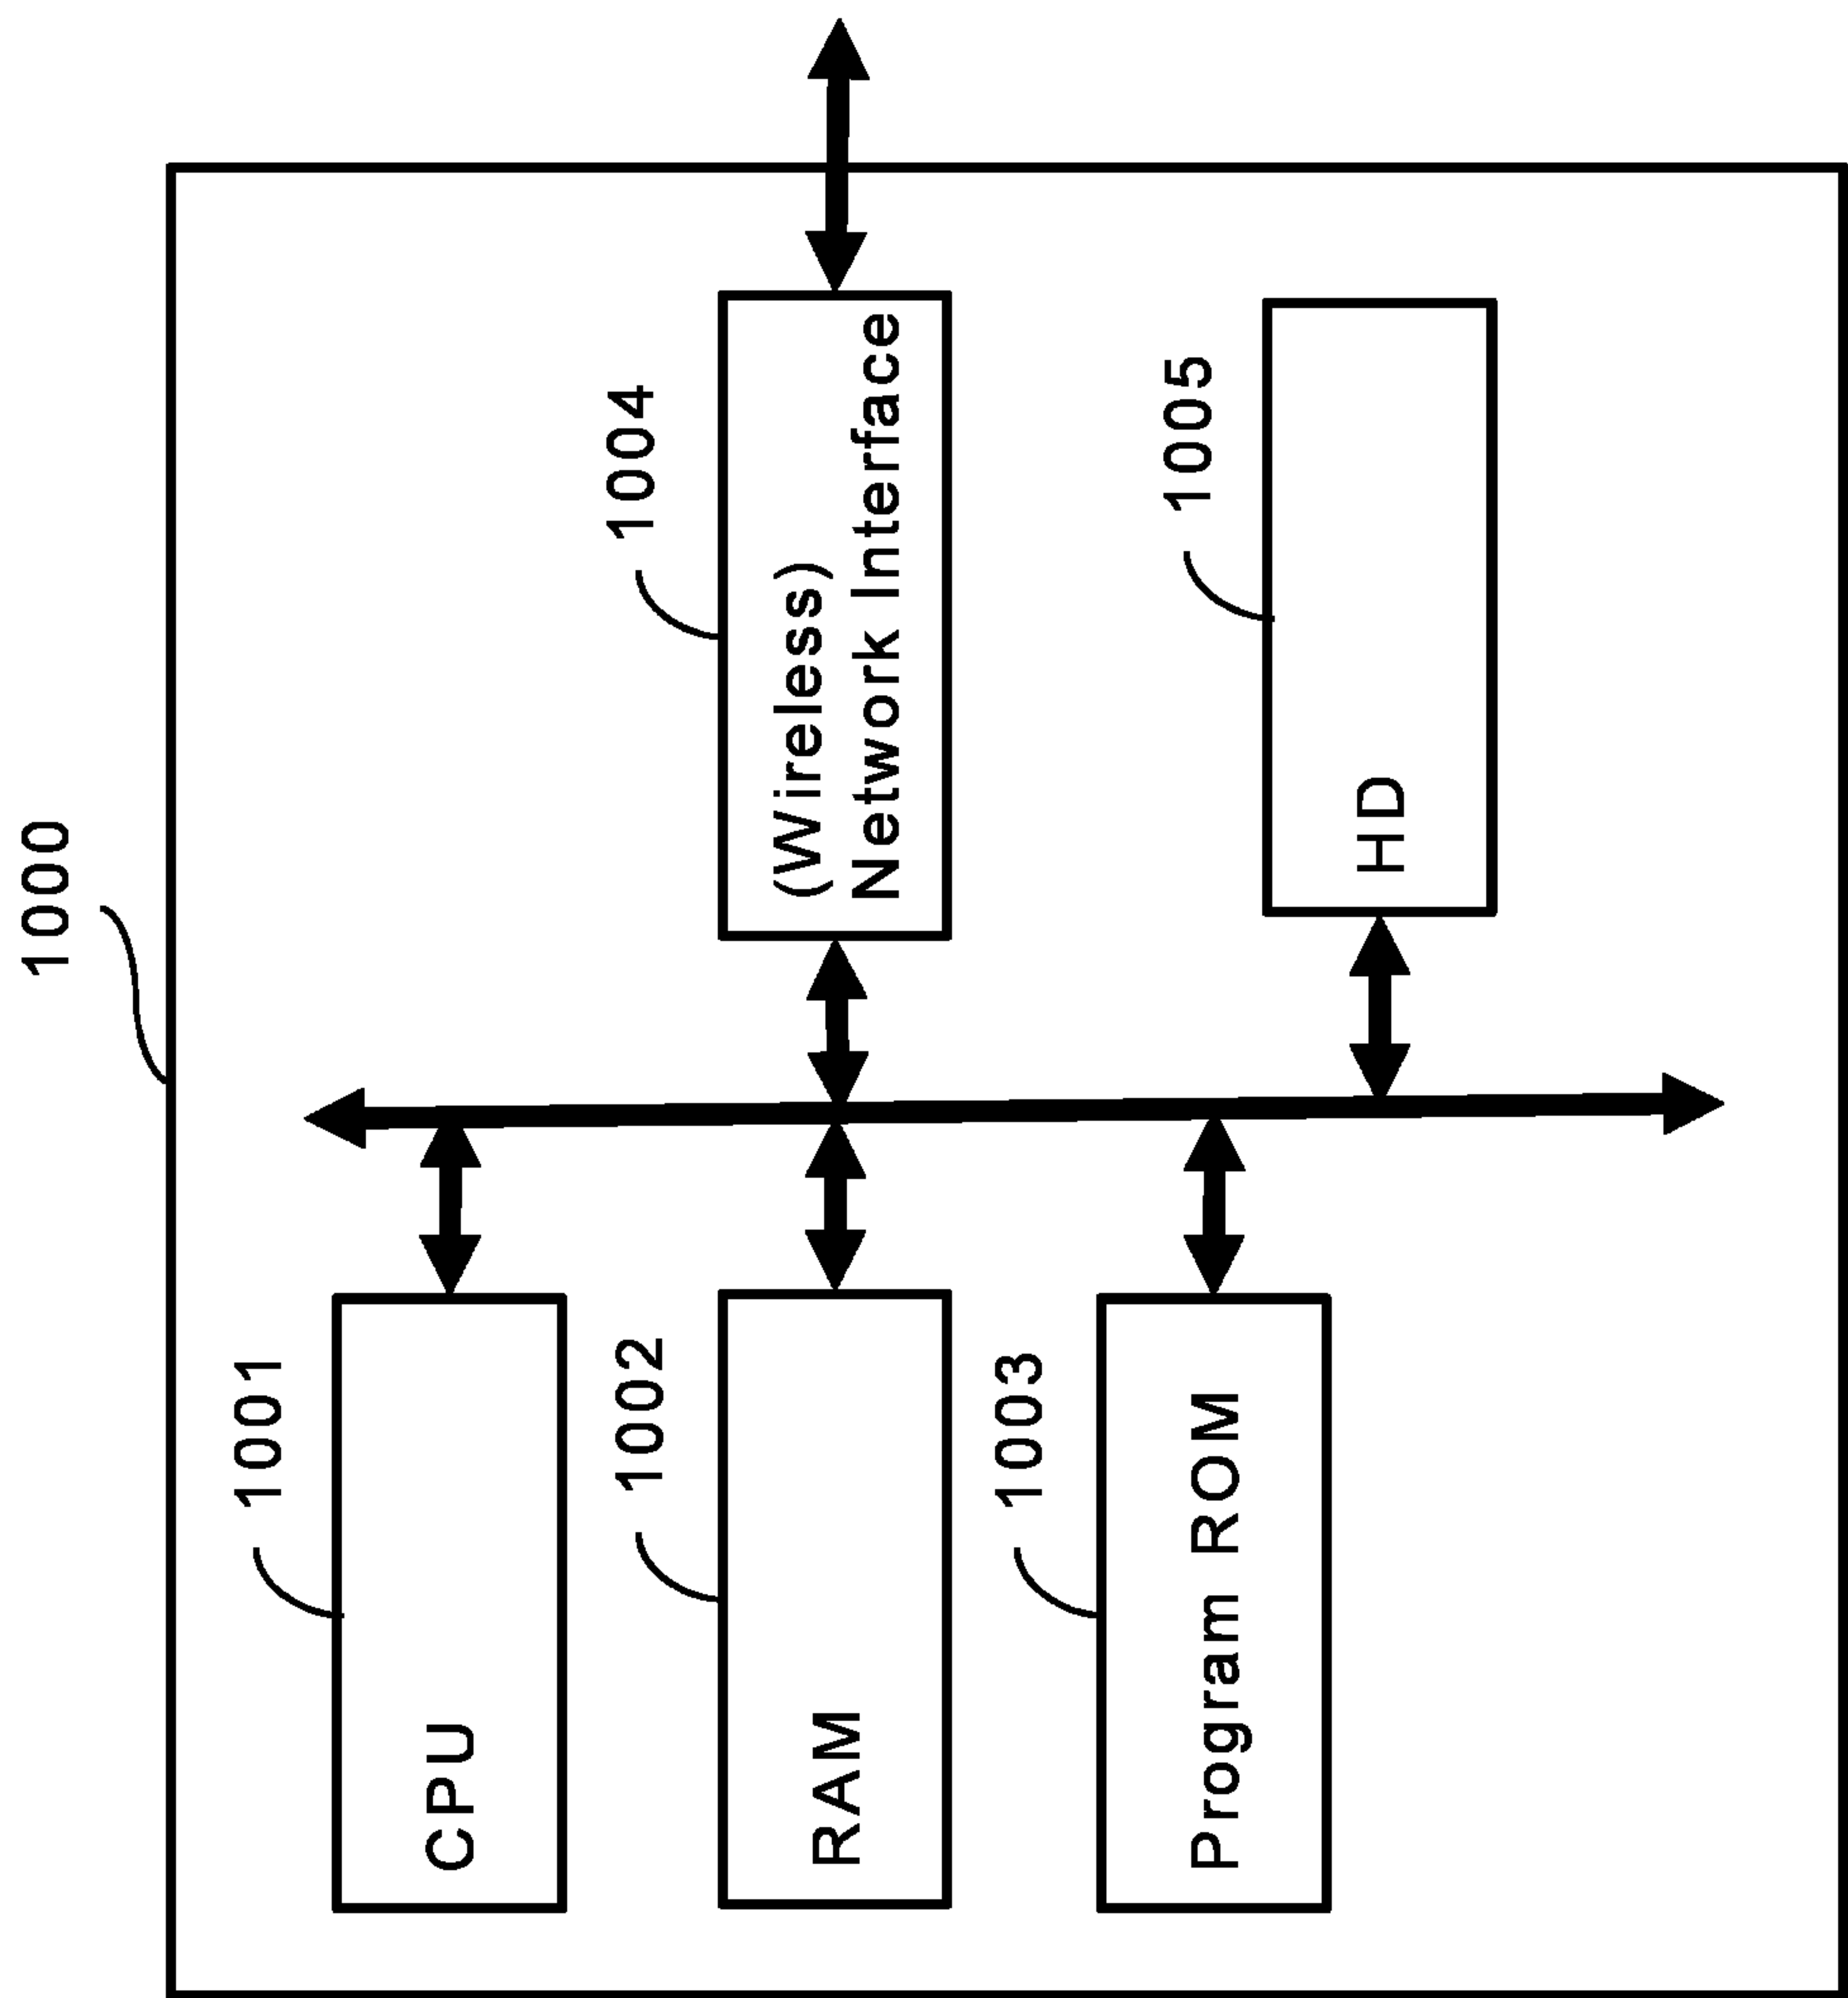 1000
1001
CPU
1004
(Wireless)
Network Interface
1002
RAM
1003
Program ROM
1005
HD